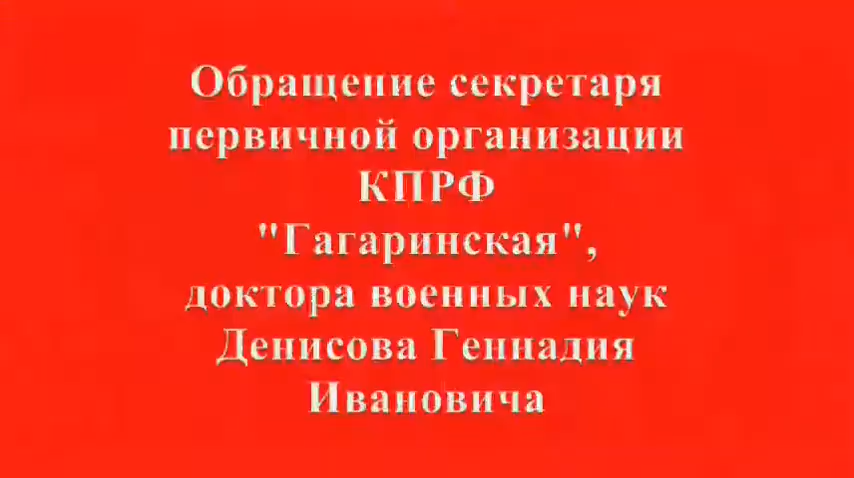 Обращение секретаря
первичной организации
КПРФ
"Гагаринская",
доктора военных наук
Денисова Геннадия
Ивановича